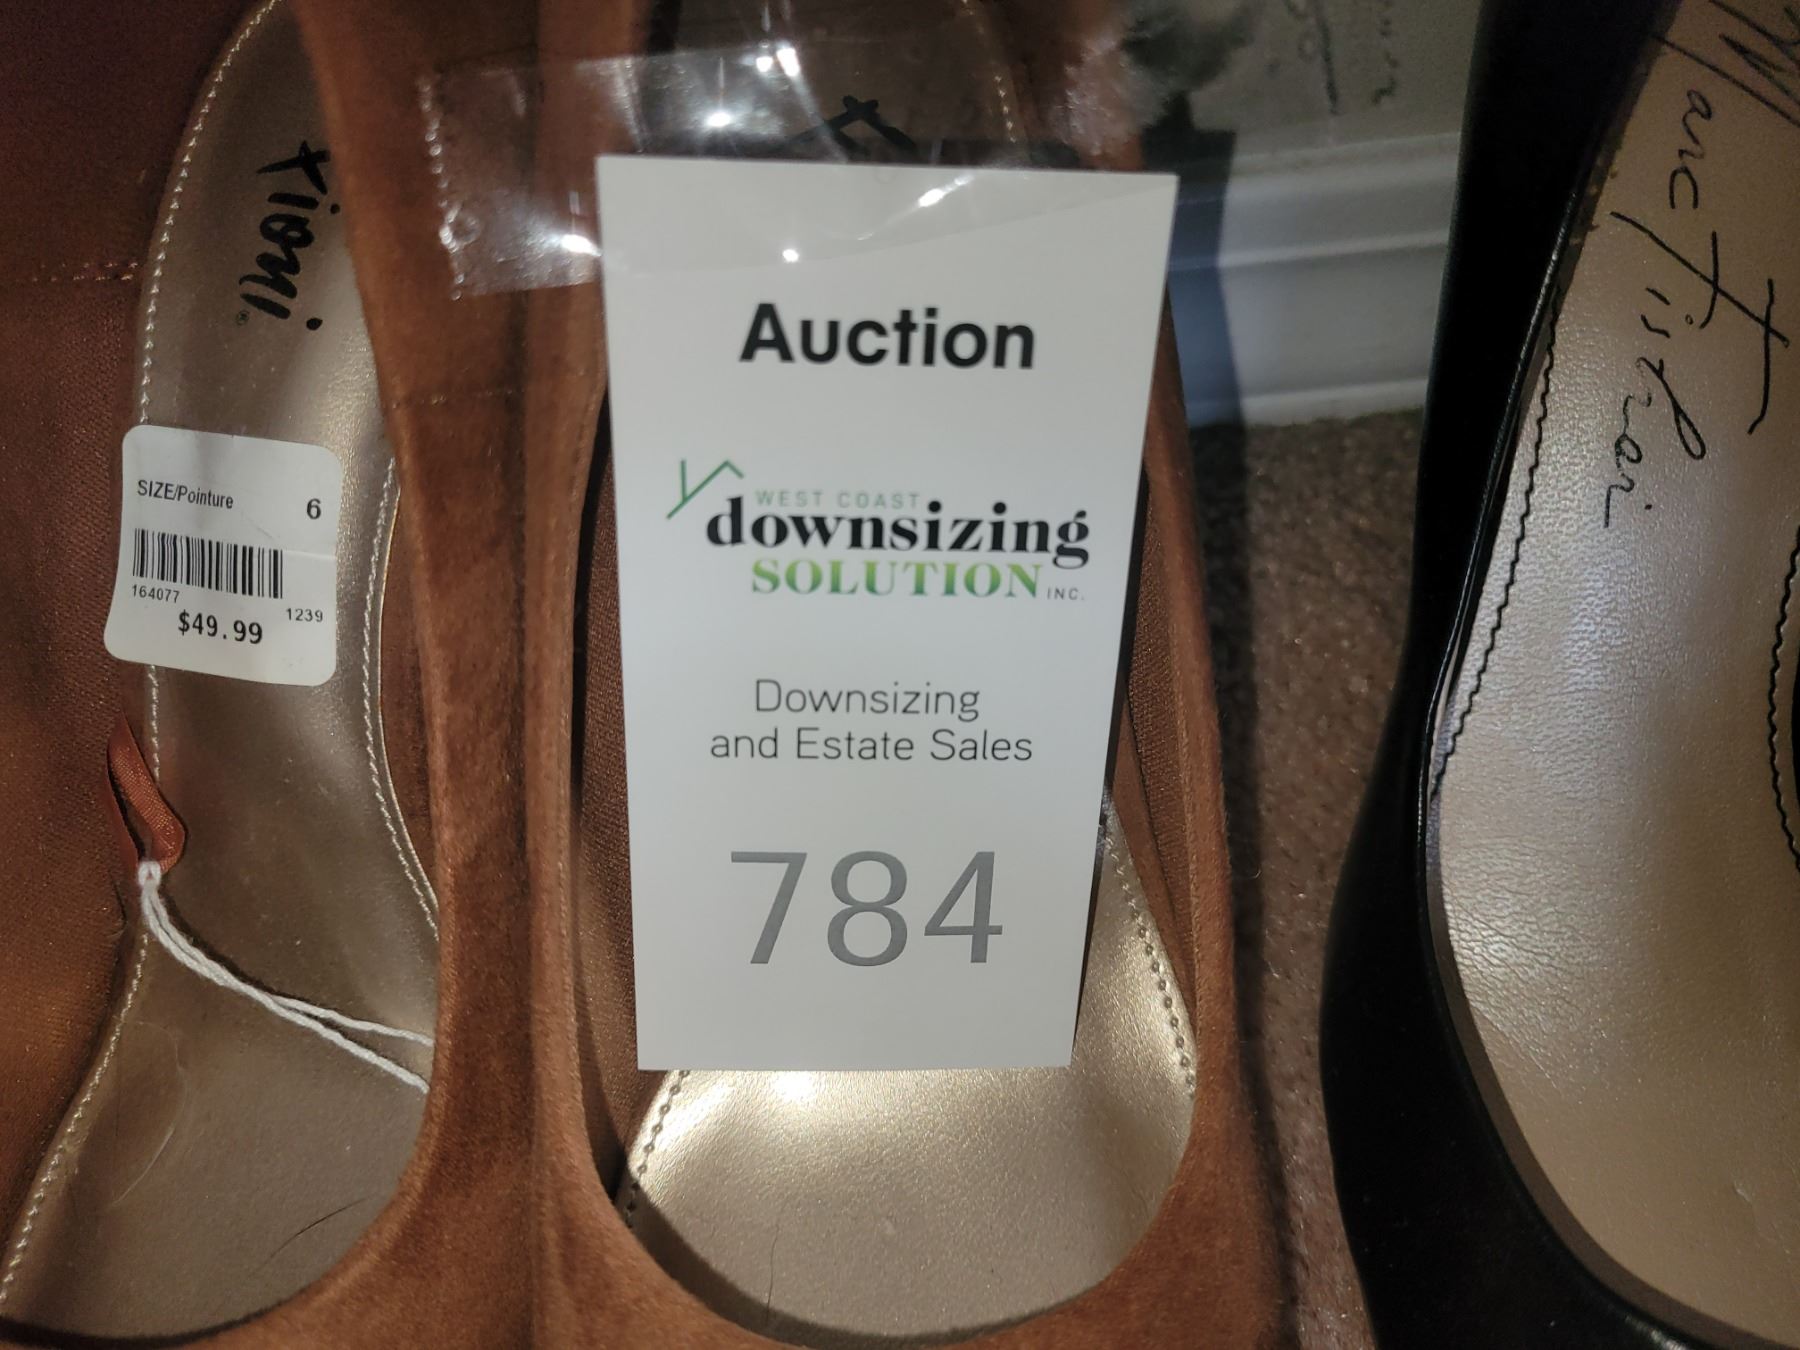 xiomi®
SIZE/Pointure 6
164077
1239
$49.99
Auction
WEST COAST
downsizing
SOLUTION INC.
Downsizing
and Estate Sales
784
Marc Fisher